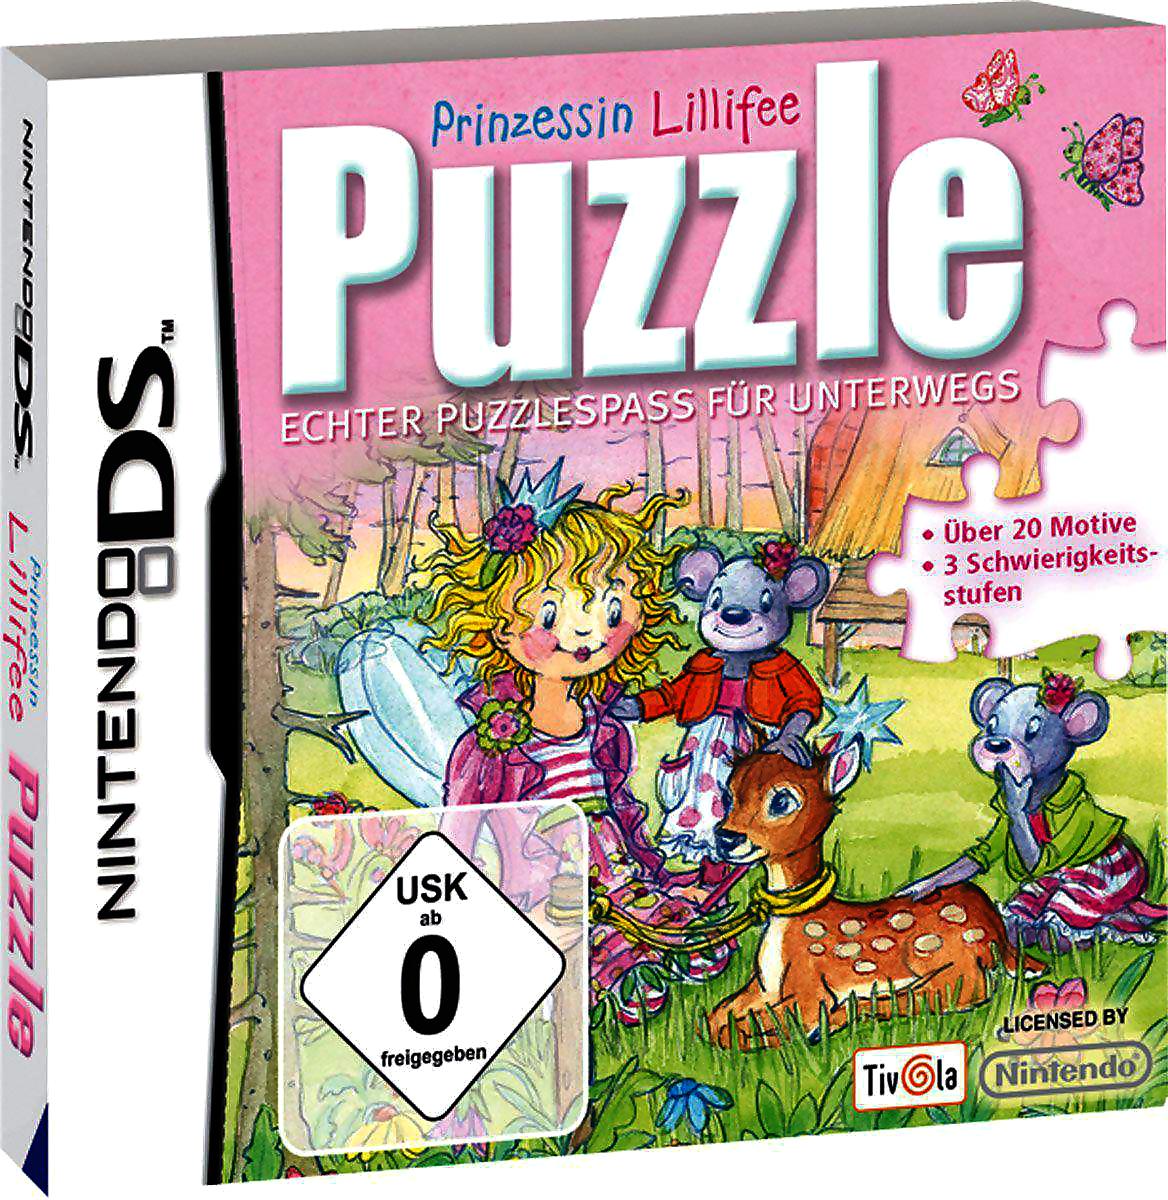 Prinzessin Lillifee
Puzzle
ECHTER PUZZLESPASS FÜR UNTERWEGS
• Über 20 Motive
• 3 Schwierigkeits-
stufen
USK
ab
0
freigegeben
LICENSED BY
Nintendo®
Tivola
NINTENDO DS™
NINTENDO DS™
Prinzessin
Lillifee
Puzzle